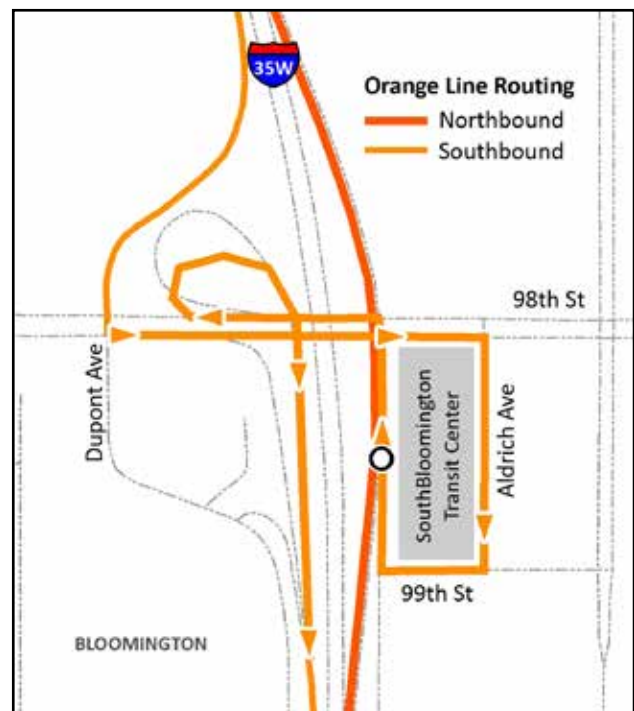 35W
Orange Line Routing
Northbound
Southbound
98th St
Dupont Ave
SouthBloomington
Transit Center
Aldrich Ave
99th St
BLOOMINGTON